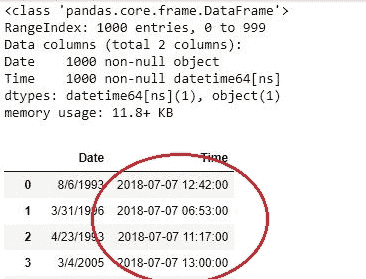 <class 'pandas.core.frame.DataFrame'>
RangeIndex: 1000 entries, 0 to 999
Data columns (total 2 columns):
Date 1000 non-null object
Time 1000 non-null datetime64[ns]
dtypes: datetime64[ns](1), object(1)
memory usage: 11.8+ KB
Date Time
0 8/6/1993 2018-07-07 12:42:00
1 3/31/1996 2018-07-07 06:53:00
2 4/23/1993 2018-07-07 11:17:00
3 3/4/2005 2018-07-07 13:00:00